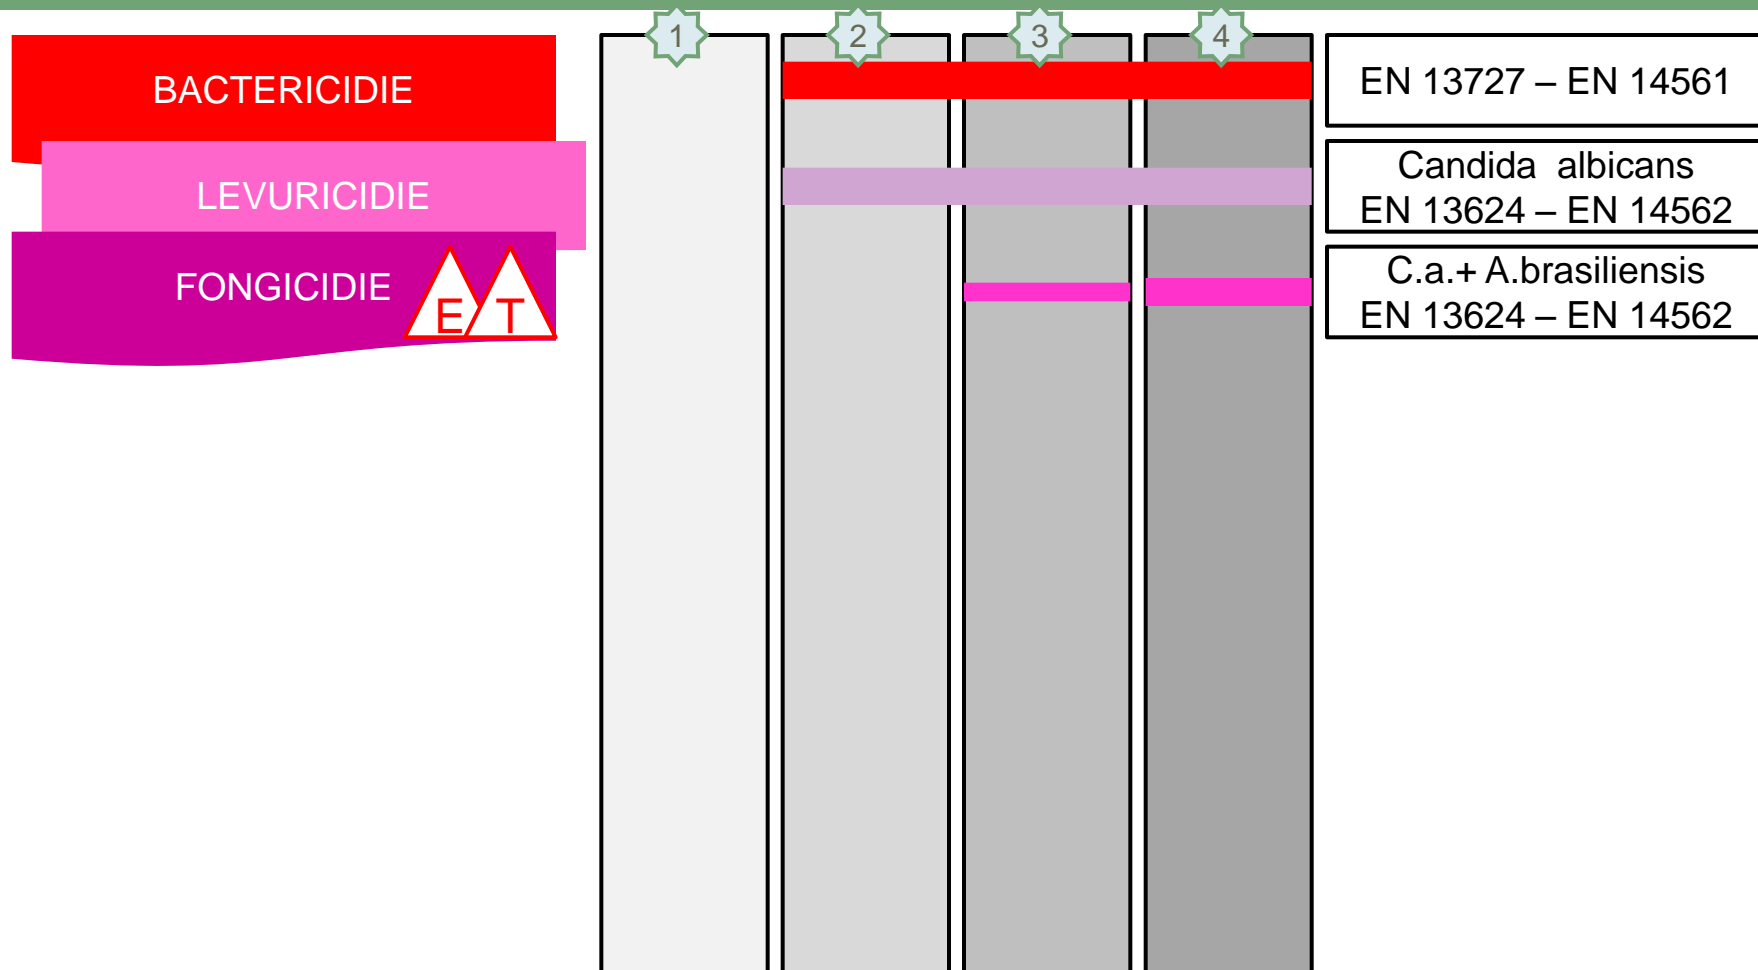 1
2
3
4
BACTERICIDIE
EN 13727 – EN 14561
LEVURICIDIE
Candida albicans
EN 13624 – EN 14562
FONGICIDIE
E T
C.a.+ A.brasiliensis
EN 13624 – EN 14562